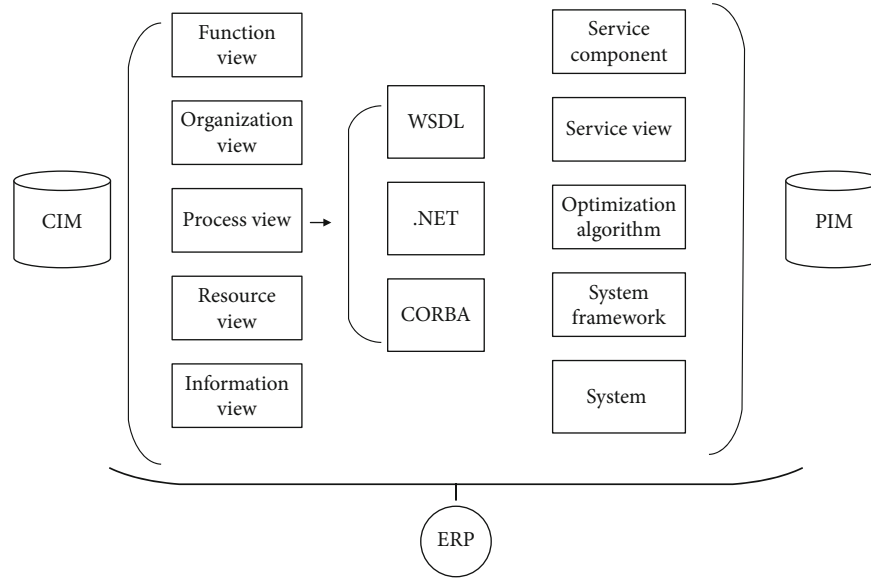 CIM
Function
view
Organization
view
Process view
Resource
view
Information
view
WSDL
.NET
CORBA
Service
component
Service view
Optimization
algorithm
System
framework
System
PIM
ERP